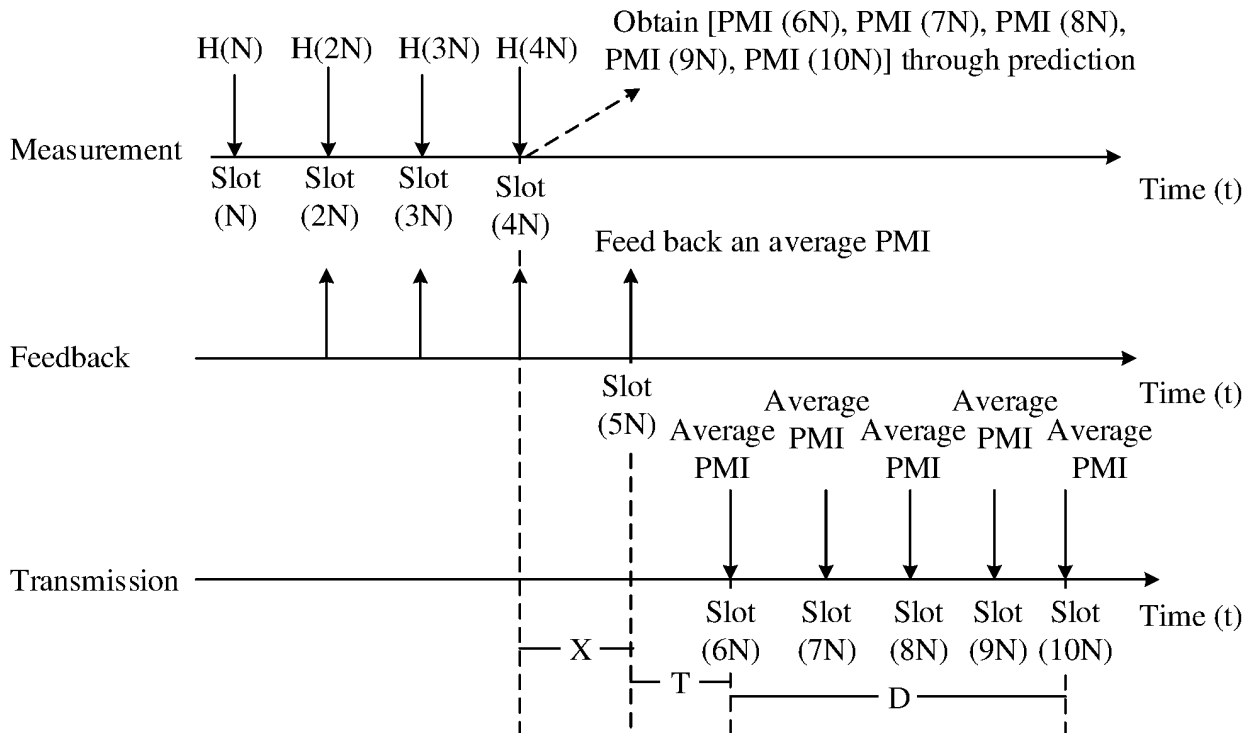 Obtain [PMI (6N), PMI (7N), PMI (8N),
PMI (9N), PMI (10N)] through prediction
H(N)
H(2N)
H(3N)
H(4N)
Measurement
Slot
(N)
Slot
(2N)
Slot
(3N)
Slot
(4N)
Time (t)
Feed back an average PMI
Feedback
Slot
(5N)
Time (t)
Average
PMI
Average
PMI
Average
PMI
Average
PMI
Average
PMI
Transmission
Slot
(6N)
Slot
(7N)
Slot
(8N)
Slot
(9N)
Slot
(10N)
Time (t)
X
T
D